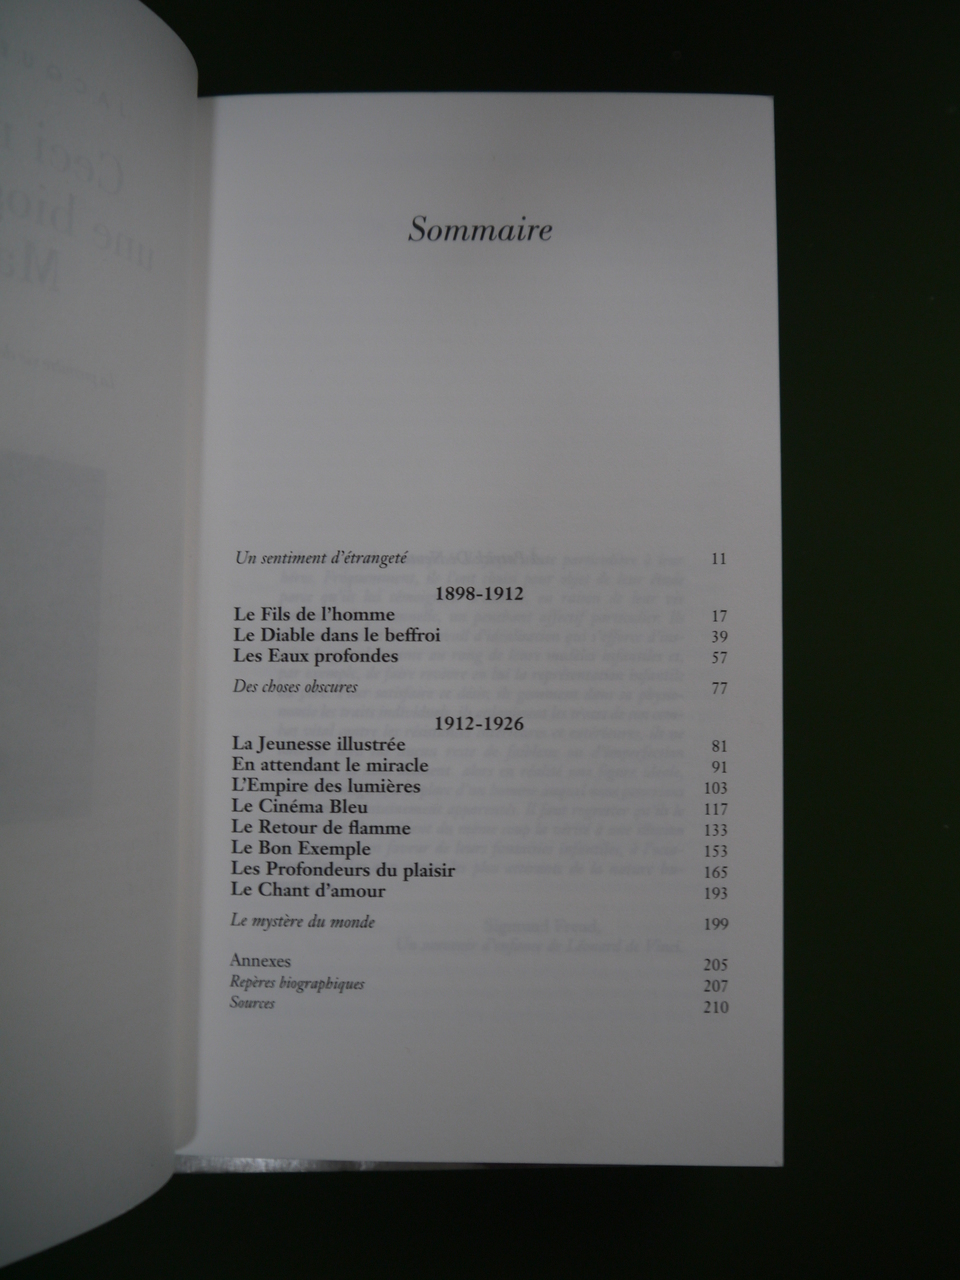 Sommaire
Un sentiment d'étrangeté 11
1898-1912
Le Fils de l'homme 17
Le Diable dans le beffroi 39
Les Eaux profondes 57
Des choses obscures 77
1912-1926
La Jeunesse illustrée 81
En attendant le miracle 91
L'Empire des lumières 103
Le Cinéma Bleu 117
Le Retour de flamme 133
Le Bon Exemple 153
Les Profondeurs du plaisir 165
Le Chant d'amour 193
Le mystère du monde 199
Annexes 205
Repères biographiques 207
Sources 210